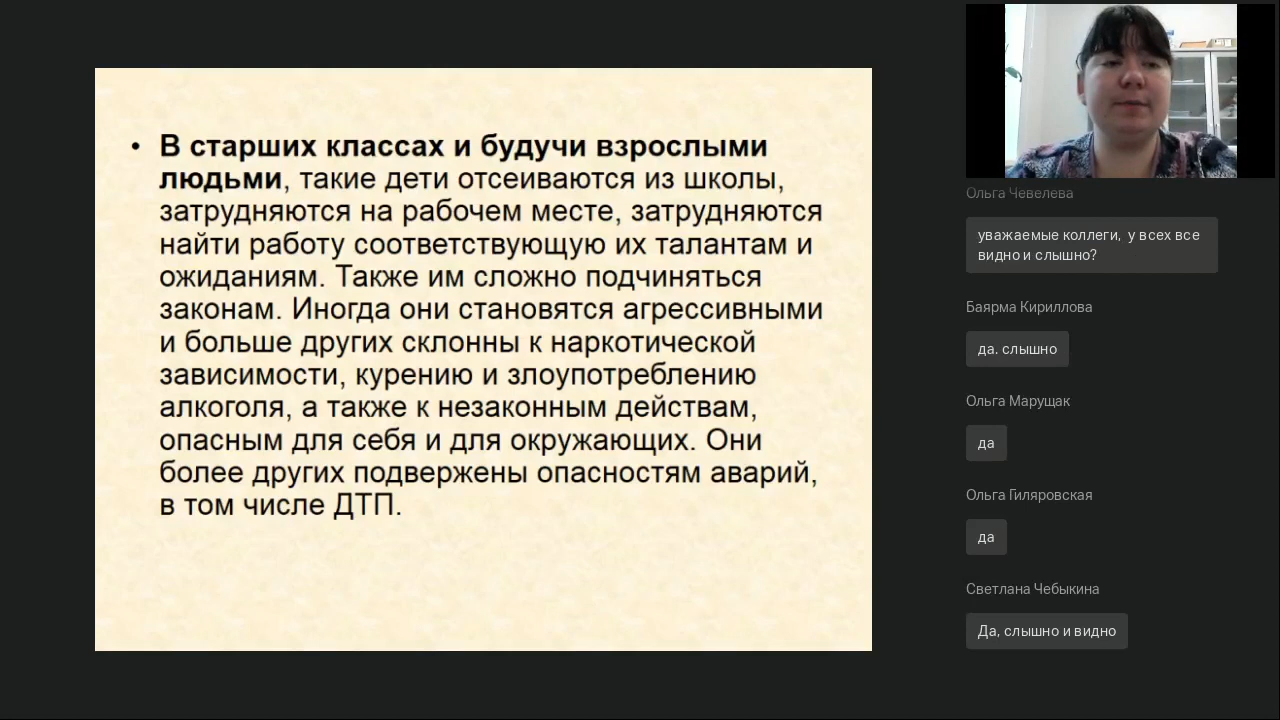 • В старших классах и будучи взрослыми
людьми, такие дети отсеиваются из школы,
затрудняются на рабочем месте, затрудняются
найти работу соответствующую их талантам и
ожиданиям. Также им сложно подчиняться
законам. Иногда они становятся агрессивными
и больше других склонны к наркотической
зависимости, курению и злоупотреблению
алкоголя, а также к незаконным действам,
опасным для себя и для окружающих. Они
более других подвержены опасностям аварий,
в том числе ДТП.
Ольга Чевелева
уважаемые коллеги, у всех все
видно и слышно?
Баярма Кириллова
да. слышно
Ольга Марущак
да
Ольга Гиляровская
да
Светлана Чебыкина
Да, слышно и видно